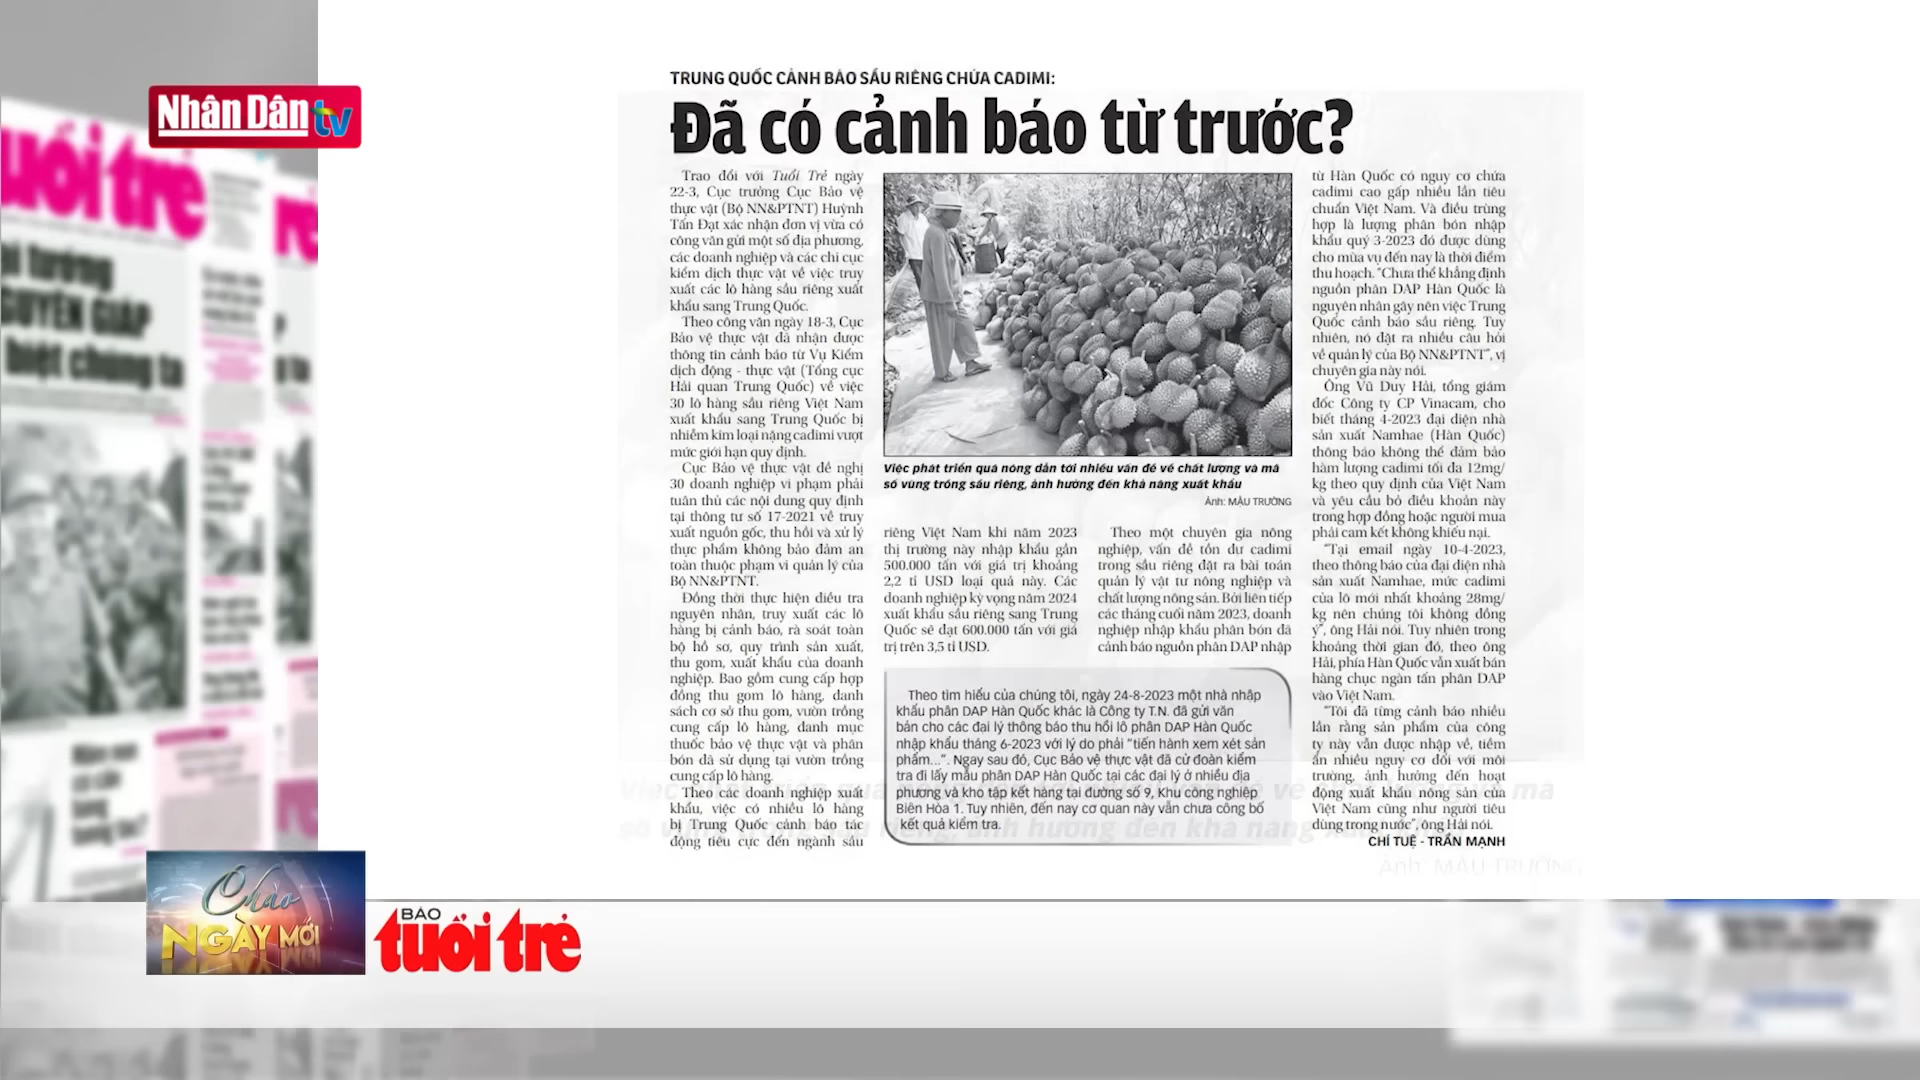 Nhân Dân tv
TRUNG QUỐC CẢNH BÁO SẦU RIÊNG CHỨA CADIMI:
Đã có cảnh báo từ trước?
Trao đổi với Tuổi Trẻ ngày
22-3, Cục trưởng Cục Bảo vệ
thực vật (Bộ NN&PTNT) Huỳnh
Tấn Đạt xác nhận đơn vị vừa có
công văn gửi một số địa phương,
các doanh nghiệp và các chi cục
kiểm dịch thực vật về việc truy
xuất các lô hàng sầu riêng xuất
khẩu sang Trung Quốc.
Theo công văn ngày 18-3, Cục
Bảo vệ thực vật đã nhận được
thông tin cảnh báo từ Vụ Kiểm
dịch động - thực vật (Tổng cục
Hải quan Trung Quốc) về việc
30 lô hàng sầu riêng Việt Nam
xuất khẩu sang Trung Quốc bị
nhiễm kim loại nặng cadimi vượt
mức giới hạn quy định.
Cục Bảo vệ thực vật đề nghị
30 doanh nghiệp vi phạm phải
tuân thủ các nội dung quy định
tại thông tư số 17-2021 về truy
xuất nguồn gốc, thu hồi và xử lý
thực phẩm không bảo đảm an
toàn thuộc phạm vi quản lý của
Bộ NN&PTNT.
Đồng thời thực hiện điều tra
nguyên nhân, truy xuất các lô
hàng bị cảnh báo, rà soát toàn
bộ hồ sơ, quy trình sản xuất,
thu gom, xuất khẩu của doanh
nghiệp. Bao gồm cung cấp hợp
đồng thu gom lô hàng, danh
sách cơ sở thu gom, vườn trồng
cung cấp lô hàng, danh mục
thuốc bảo vệ thực vật và phân
bón đã sử dụng tại vườn trồng
cung cấp lô hàng.
Theo các doanh nghiệp xuất
khẩu, việc có nhiều lô hàng
bị Trung Quốc cảnh báo tác
động tiêu cực đến ngành sầu
Việc phát triển quá nóng dẫn tới nhiều vấn đề về chất lượng và mã
số vùng trồng sầu riêng, ảnh hưởng đến khả năng xuất khẩu
Ảnh: MẬU TRƯỜNG
riêng Việt Nam khi năm 2023
thị trường này nhập khẩu gần
500.000 tấn với giá trị khoảng
2,2 tỉ USD loại quả này. Các
doanh nghiệp kỳ vọng năm 2024
xuất khẩu sầu riêng sang Trung
Quốc sẽ đạt 600.000 tấn với giá
trị trên 3,5 tỉ USD.
Theo một chuyên gia nông
nghiệp, vấn đề tồn dư cadimi
trong sầu riêng đặt ra bài toán
quản lý vật tư nông nghiệp và
chất lượng nông sản. Bởi liên tiếp
các tháng cuối năm 2023, doanh
nghiệp nhập khẩu phân bón đã
cảnh báo nguồn phân DAP nhập
từ Hàn Quốc có nguy cơ chứa
cadimi cao gấp nhiều lần tiêu
chuẩn Việt Nam. Và điều trùng
hợp là lượng phân bón nhập
khẩu quý 3-2023 đó được dùng
cho mùa vụ đến nay là thời điểm
thu hoạch. "Chưa thể khẳng định
nguồn phân DAP Hàn Quốc là
nguyên nhân gây nên việc Trung
Quốc cảnh báo sầu riêng. Tuy
nhiên, nó đặt ra nhiều câu hỏi
về quản lý của Bộ NN&PTNT", vị
chuyên gia này nói.
Ông Vũ Duy Hải, tổng giám
đốc Công ty CP Vinacam, cho
biết tháng 4-2023 đại diện nhà
sản xuất Namhae (Hàn Quốc)
thông báo không thể đảm bảo
hàm lượng cadimi tối đa 12mg/
kg theo quy định của Việt Nam
và yêu cầu bỏ điều khoản này
trong hợp đồng hoặc người mua
phải cam kết không khiếu nại.
"Tại email ngày 10-4-2023,
theo thông báo của đại diện nhà
sản xuất Namhae, mức cadimi
của lô mới nhất khoảng 28mg/
kg nên chúng tôi không đồng
ý", ông Hải nói. Tuy nhiên trong
khoảng thời gian đó, theo ông
Hải, phía Hàn Quốc vẫn xuất bán
hàng chục ngàn tấn phân DAP
vào Việt Nam.
"Tôi đã từng cảnh báo nhiều
lần rằng sản phẩm của công
ty này vẫn được nhập về, tiềm
ẩn nhiều nguy cơ đối với môi
trường, ảnh hưởng đến hoạt
động xuất khẩu nông sản của
Việt Nam cũng như người tiêu
dùng trong nước", ông Hải nói.
CHÍ TUỆ - TRẦN MẠNH
Theo tìm hiểu của chúng tôi, ngày 24-8-2023 một nhà nhập
khẩu phân DAP Hàn Quốc khác là Công ty T.N. đã gửi văn
bản cho các đại lý thông báo thu hồi lô phân DAP Hàn Quốc
nhập khẩu tháng 6-2023 với lý do phải "tiến hành xem xét sản
phẩm...". Ngay sau đó, Cục Bảo vệ thực vật đã cử đoàn kiểm
tra đi lấy mẫu phân DAP Hàn Quốc tại các đại lý ở nhiều địa
phương và kho tập kết hàng tại đường số 9, Khu công nghiệp
Biên Hòa 1. Tuy nhiên, đến nay cơ quan này vẫn chưa công bố
kết quả kiểm tra.
Chào
NGÀY MỚI
BÁO
tuổi trẻ